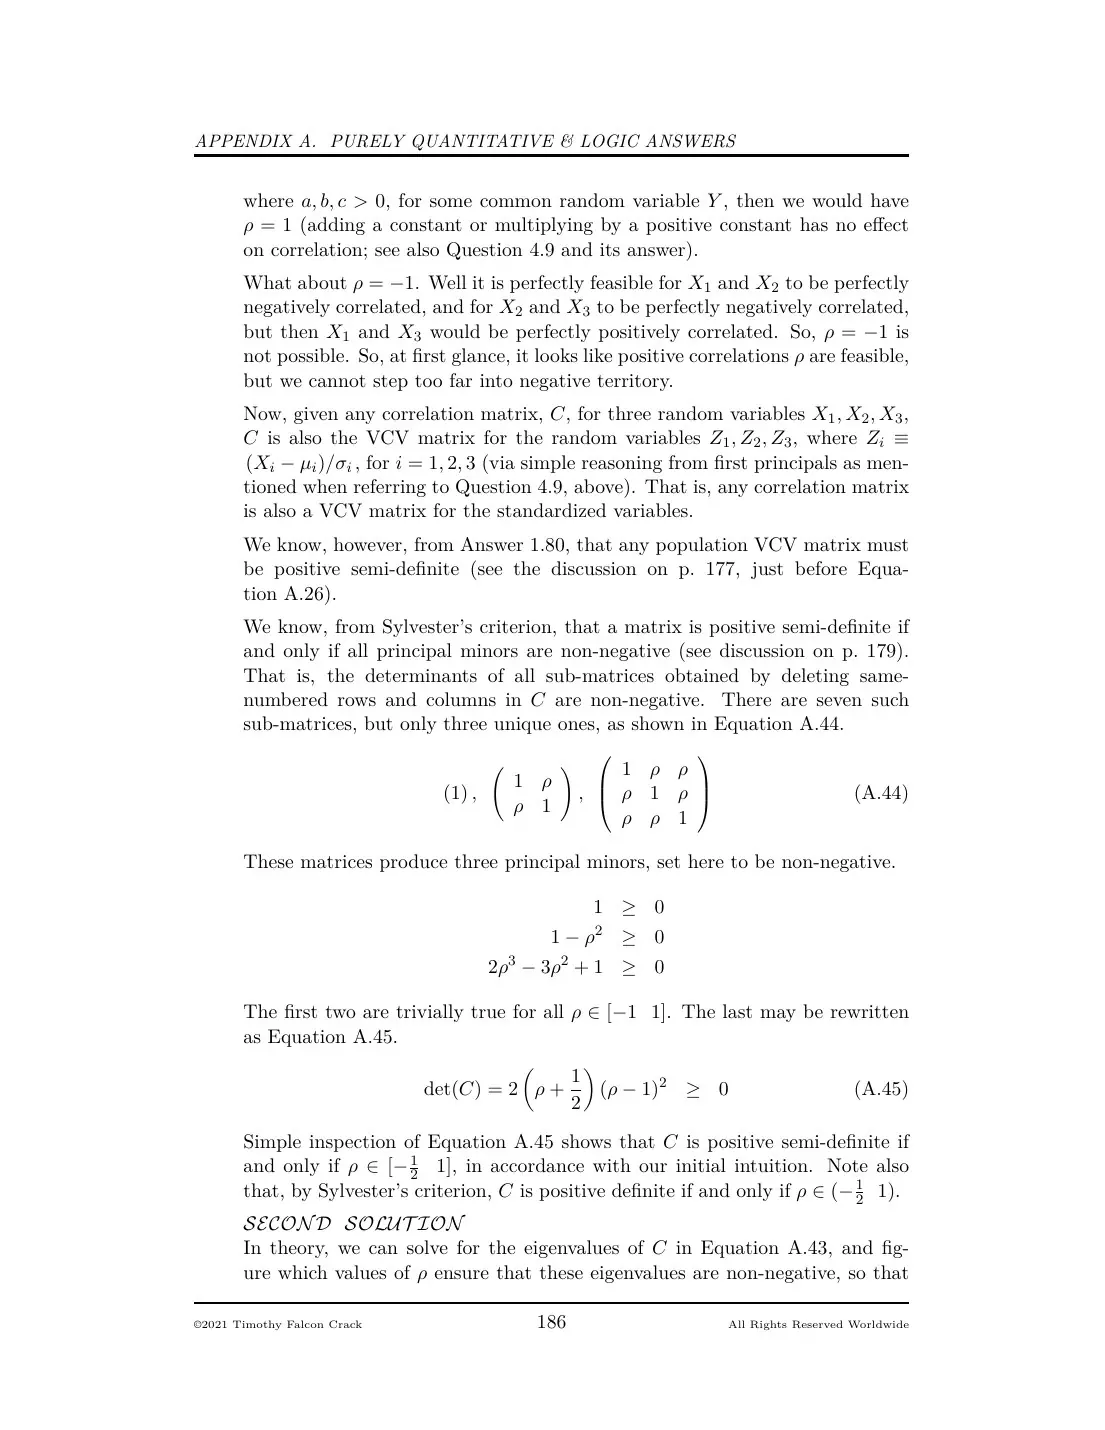 APPENDIX A. PURELY QUANTITATIVE & LOGIC ANSWERS
where a, b, c > 0, for some common random variable Y, then we would have
ρ = 1 (adding a constant or multiplying by a positive constant has no effect
on correlation; see also Question 4.9 and its answer).
What about ρ = −1. Well it is perfectly feasible for X₁ and X₂ to be perfectly
negatively correlated, and for X₂ and X₃ to be perfectly negatively correlated,
but then X₁ and X₃ would be perfectly positively correlated. So, ρ = −1 is
not possible. So, at first glance, it looks like positive correlations ρ are feasible,
but we cannot step too far into negative territory.
Now, given any correlation matrix, C, for three random variables X₁, X₂, X₃,
C is also the VCV matrix for the random variables Z₁, Z₂, Z₃, where Zᵢ ≡
(Xᵢ − μᵢ)/σᵢ, for i = 1, 2, 3 (via simple reasoning from first principals as men-
tioned when referring to Question 4.9, above). That is, any correlation matrix
is also a VCV matrix for the standardized variables.
We know, however, from Answer 1.80, that any population VCV matrix must
be positive semi-definite (see the discussion on p. 177, just before Equa-
tion A.26).
We know, from Sylvester's criterion, that a matrix is positive semi-definite if
and only if all principal minors are non-negative (see discussion on p. 179).
That is, the determinants of all sub-matrices obtained by deleting same-
numbered rows and columns in C are non-negative. There are seven such
sub-matrices, but only three unique ones, as shown in Equation A.44.
(1), ( 1 ρ ; ρ 1 ), ( 1 ρ ρ ; ρ 1 ρ ; ρ ρ 1 ) (A.44)
These matrices produce three principal minors, set here to be non-negative.
1 ≥ 0
1 − ρ² ≥ 0
2ρ³ − 3ρ² + 1 ≥ 0
The first two are trivially true for all ρ ∈ [−1 1]. The last may be rewritten
as Equation A.45.
det(C) = 2 (ρ + 1/2) (ρ − 1)² ≥ 0 (A.45)
Simple inspection of Equation A.45 shows that C is positive semi-definite if
and only if ρ ∈ [−1/2 1], in accordance with our initial intuition. Note also
that, by Sylvester's criterion, C is positive definite if and only if ρ ∈ (−1/2 1).
SECOND SOLUTION
In theory, we can solve for the eigenvalues of C in Equation A.43, and fig-
ure which values of ρ ensure that these eigenvalues are non-negative, so that
©2021 Timothy Falcon Crack 186 All Rights Reserved Worldwide